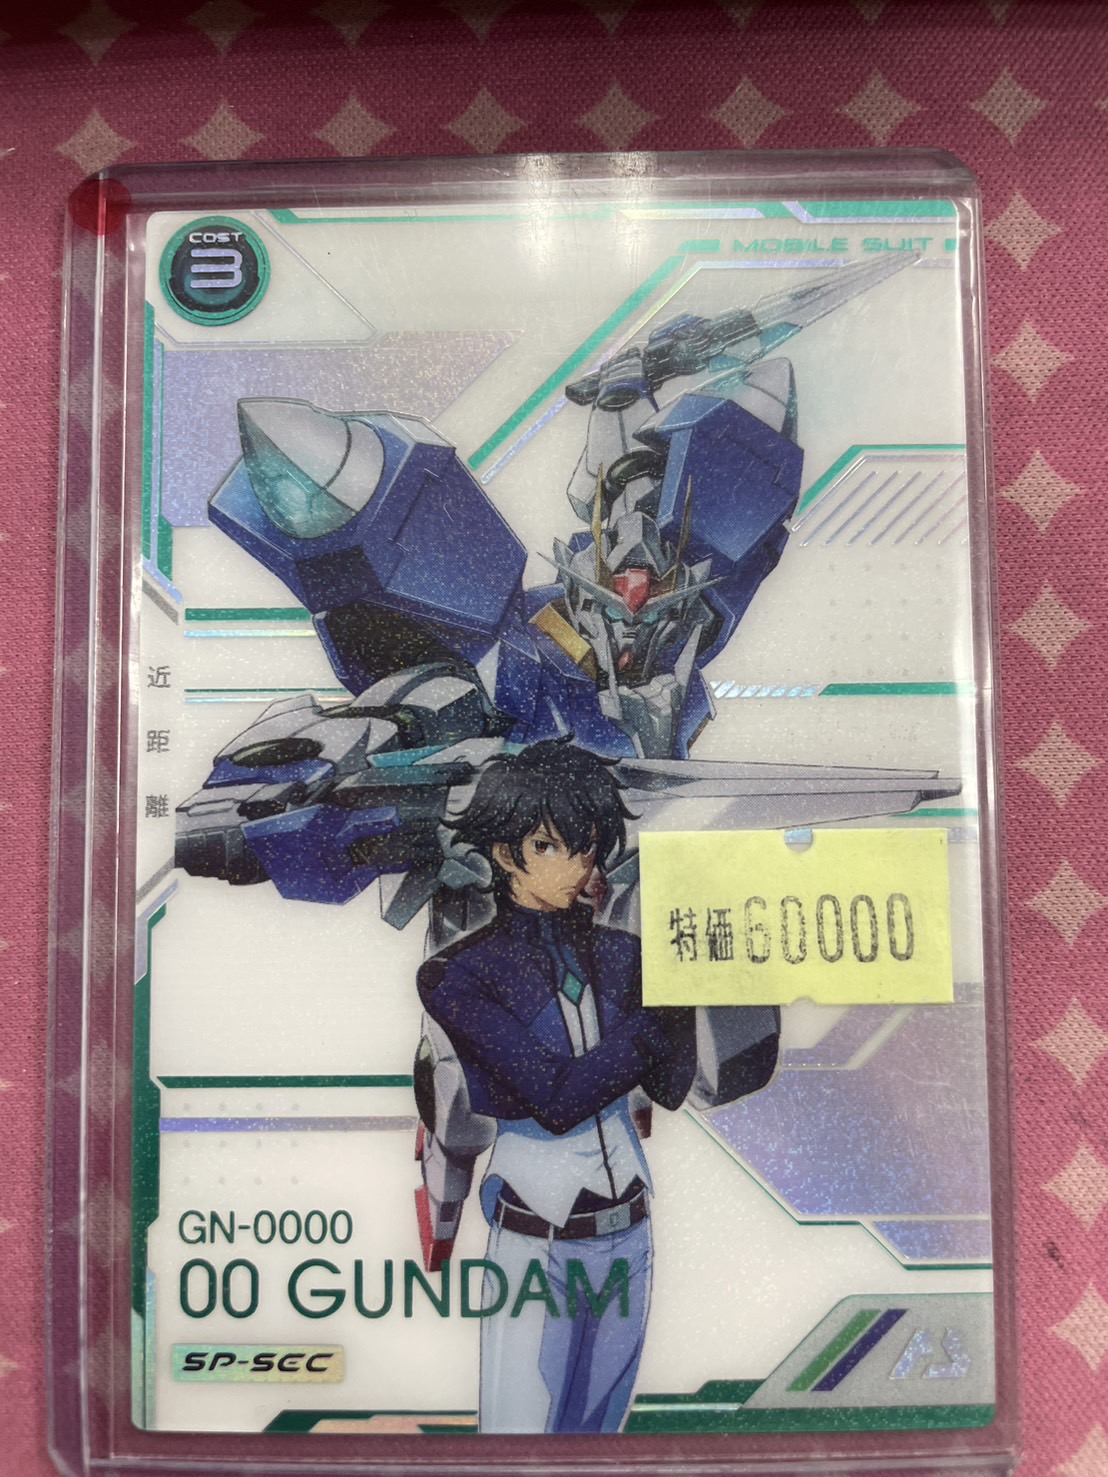 COST
3
MOBILE SUIT
近距離
特価60000
GN-0000
00 GUNDAM
SP-SEC
AS